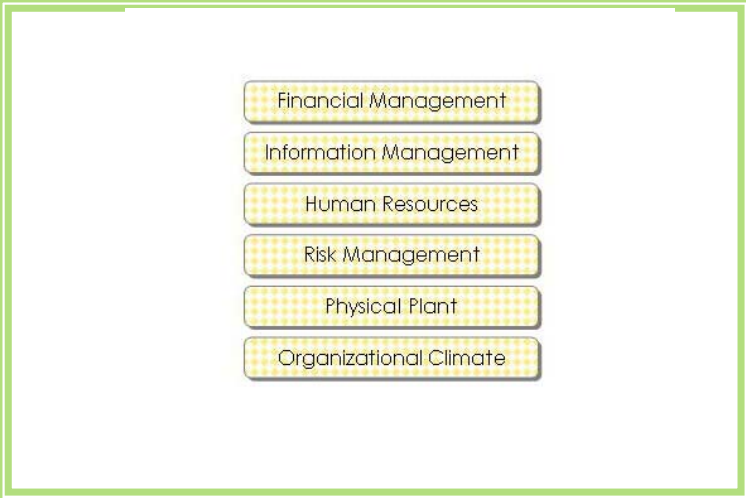 Financial Management
Information Management
Human Resources
Risk Management
Physical Plant
Organizational Climate